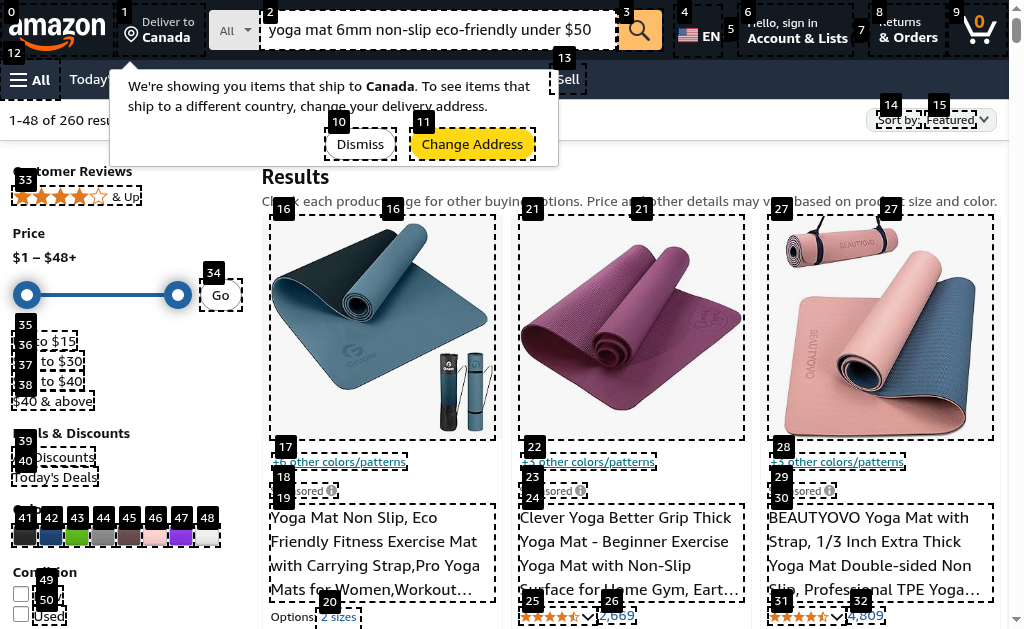 amazon
Deliver to
Canada
All
yoga mat 6mm non-slip eco-friendly under $50
EN
Hello, sign in
Account & Lists
Returns
& Orders
0
All
Today'
Sell
We're showing you items that ship to Canada. To see items that
ship to a different country, change your delivery address.
Dismiss
Change Address
1-48 of 260 resu
Sort by: Featured
Customer Reviews
& Up
Price
$1 – $48+
Go
to $15
to $30
to $40
$40 & above
Deals & Discounts
Discounts
Today's Deals
Condition
Used
Results
Check each product page for other buying options. Price and other details may vary based on product size and color.
+6 other colors/patterns
Sponsored
Yoga Mat Non Slip, Eco
Friendly Fitness Exercise Mat
with Carrying Strap,Pro Yoga
Mats for Women,Workout…
Options: 2 sizes
+3 other colors/patterns
Sponsored
Clever Yoga Better Grip Thick
Yoga Mat - Beginner Exercise
Yoga Mat with Non-Slip
Surface for Home Gym, Eart…
2,669
BEAUTYOVO
BEAUTYOVO
+3 other colors/patterns
Sponsored
BEAUTYOVO Yoga Mat with
Strap, 1/3 Inch Extra Thick
Yoga Mat Double-sided Non
Slip, Professional TPE Yoga…
4,809
0
1
2
3
4
5
6
7
8
9
10
11
12
13
14
15
16
16
17
18
19
20
21
21
22
23
24
25
26
27
27
28
29
30
31
32
33
34
35
36
37
38
39
40
41
42
43
44
45
46
47
48
49
50